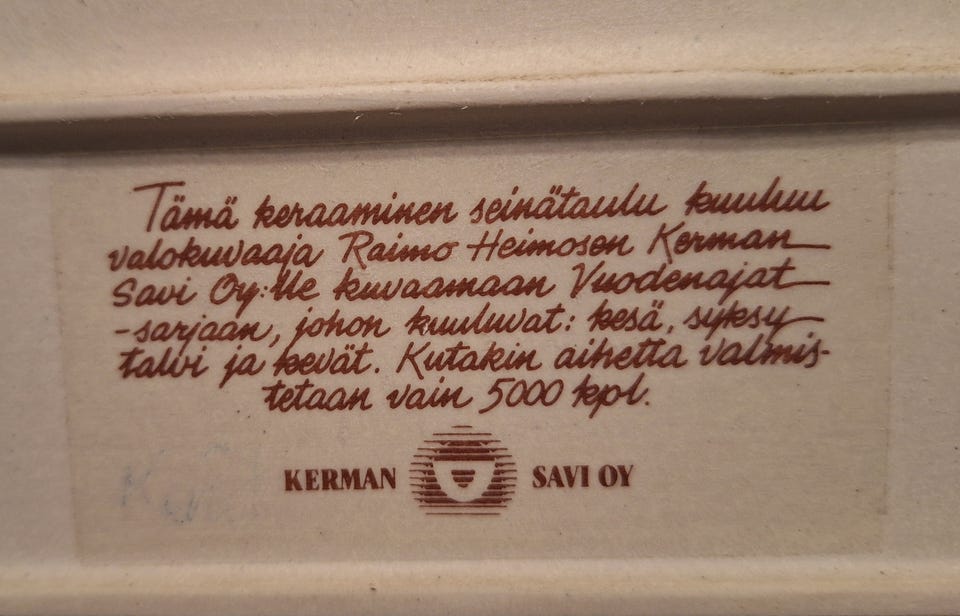 Tämä keraaminen seinätaulu kuuluu
valokuvaaja Raimo Heimosen Kerman
Savi Oy:lle kuvaamaan Vuodenajat
-sarjaan, johon kuuluvat: kesä, syksy
talvi ja kevät. Kutakin aihetta valmis-
tetaan vain 5000 kpl.
KERMAN SAVI OY